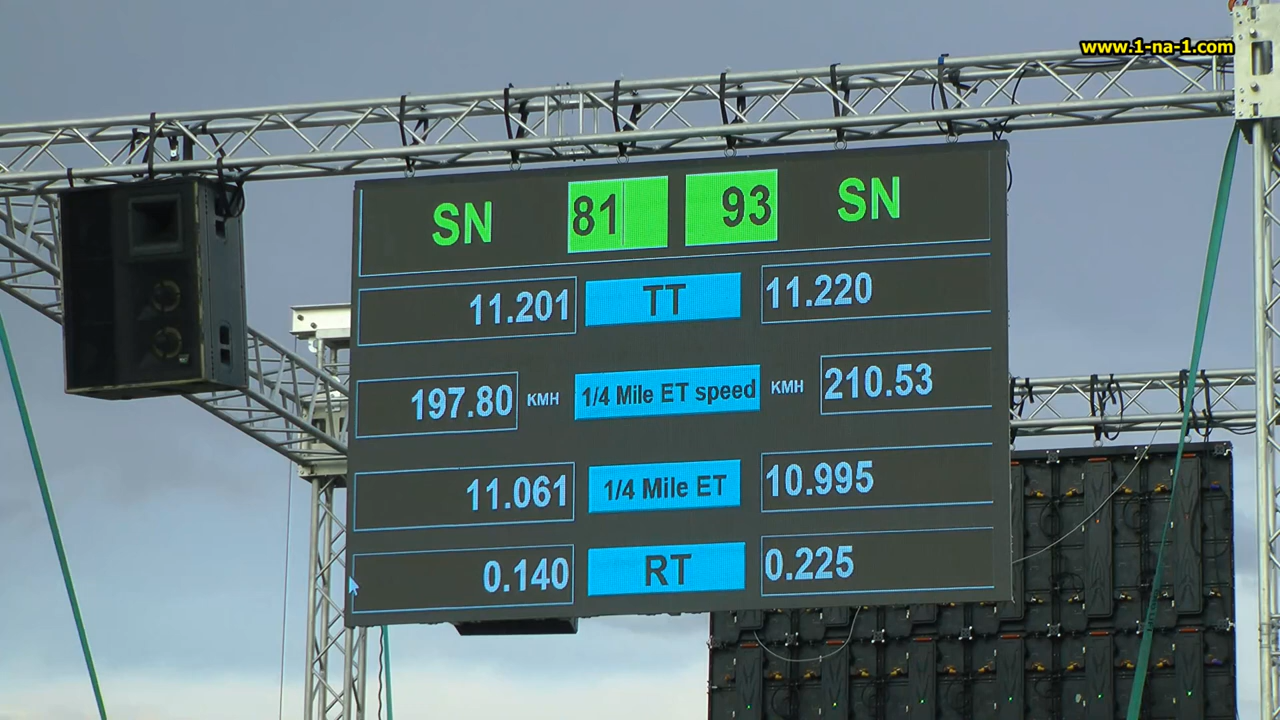 www.1-na-1.com
SN 81 93 SN
11.201 TT 11.220
197.80 KMH 1/4 Mile ET speed KMH 210.53
11.061 1/4 Mile ET 10.995
0.140 RT 0.225